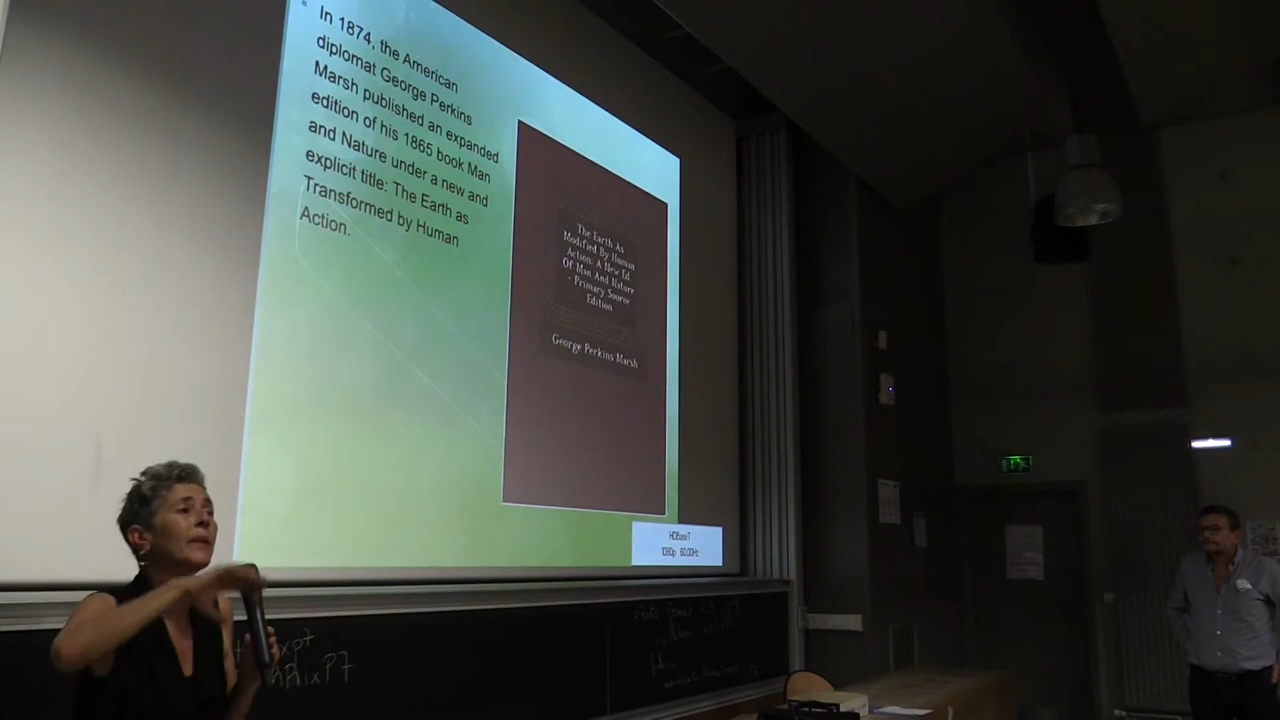 In 1874, the American
diplomat George Perkins
Marsh published an expanded
edition of his 1865 book Man
and Nature under a new and
explicit title: The Earth as
Transformed by Human
Action.
The Earth As
Modified By Human
Action: A New Ed.
Of Man And Nature
- Primary Source
Edition
George Perkins Marsh
HDBaseT
1080p 60.00Hz